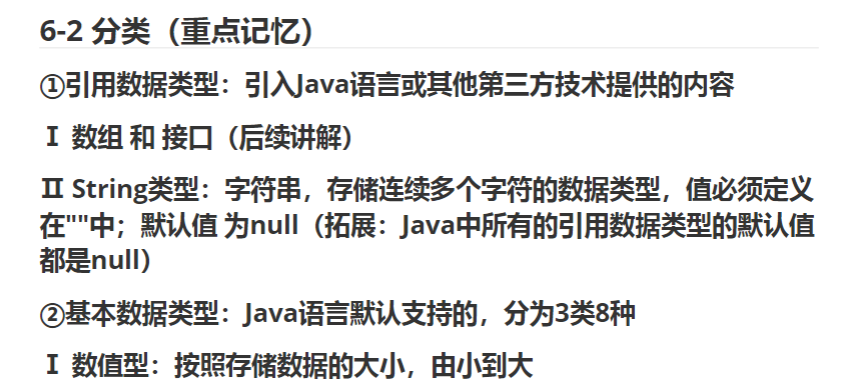 6-2 分类（重点记忆）
①引用数据类型：引入Java语言或其他第三方技术提供的内容
Ⅰ 数组 和 接口（后续讲解）
Ⅱ String类型：字符串，存储连续多个字符的数据类型，值必须定义
在""中；默认值 为null（拓展：Java中所有的引用数据类型的默认值
都是null）
②基本数据类型：Java语言默认支持的，分为3类8种
Ⅰ 数值型：按照存储数据的大小，由小到大